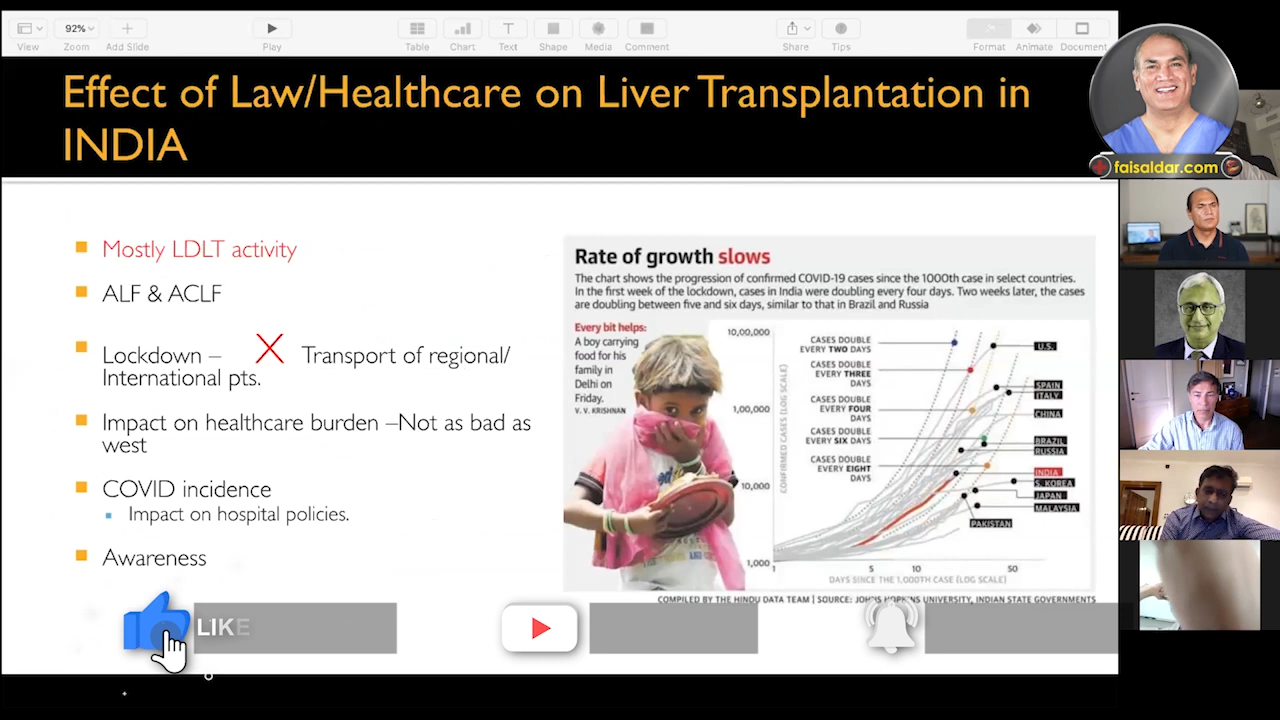 92%
View
Zoom
Add Slide
Play
Table
Chart
Text
Shape
Media
Comment
Share
Tips
Format
Animate
Document
faisaldar.com
Effect of Law/Healthcare on Liver Transplantation in
INDIA
Mostly LDLT activity
ALF & ACLF
Lockdown – X Transport of regional/
International pts.
Impact on healthcare burden –Not as bad as
west
COVID incidence
Impact on hospital policies.
Awareness
Rate of growth slows
The chart shows the progression of confirmed COVID-19 cases since the 1000th case in select countries.
In the first week of the lockdown, cases in India were doubling every four days. Two weeks later, the cases
are doubling between five and six days, similar to that in Brazil and Russia
Every bit helps:
A boy carrying
food for his
family in
Delhi on
Friday.
V. V. KRISHNAN
10,00,000
1,00,000
10,000
1,000
CONFIRMED CASES (LOG SCALE)
CASES DOUBLE
EVERY TWO DAYS
CASES DOUBLE
EVERY THREE
DAYS
CASES DOUBLE
EVERY FOUR
DAYS
CASES DOUBLE
EVERY SIX DAYS
CASES DOUBLE
EVERY EIGHT
DAYS
U.S.
SPAIN
ITALY
CHINA
BRAZIL
RUSSIA
INDIA
S. KOREA
JAPAN
MALAYSIA
PAKISTAN
1
5
10
50
DAYS SINCE THE 1,000TH CASE (LOG SCALE)
COMPILED BY THE HINDU DATA TEAM | SOURCE: JOHNS HOPKINS UNIVERSITY, INDIAN STATE GOVERNMENTS
LIKE